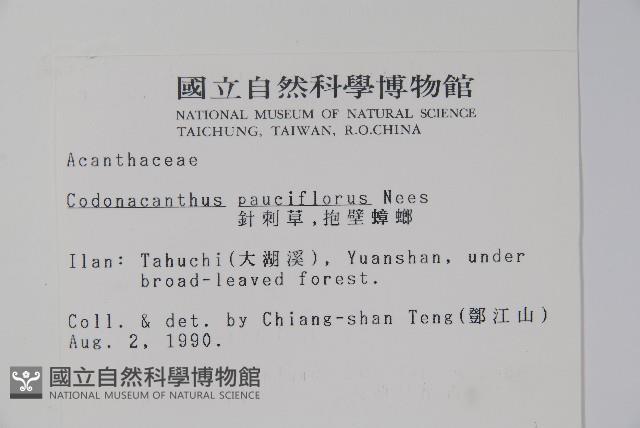 國立自然科學博物館
NATIONAL MUSEUM OF NATURAL SCIENCE
TAICHUNG, TAIWAN, R.O.CHINA
Acanthaceae
Codonacanthus pauciflorus Nees
針刺草,抱壁蟑螂
Ilan: Tahuchi(大湖溪), Yuanshan, under
broad-leaved forest.
Coll. & det. by Chiang-shan Teng(鄧江山)
Aug. 2, 1990.
國立自然科學博物館
NATIONAL MUSEUM OF NATURAL SCIENCE